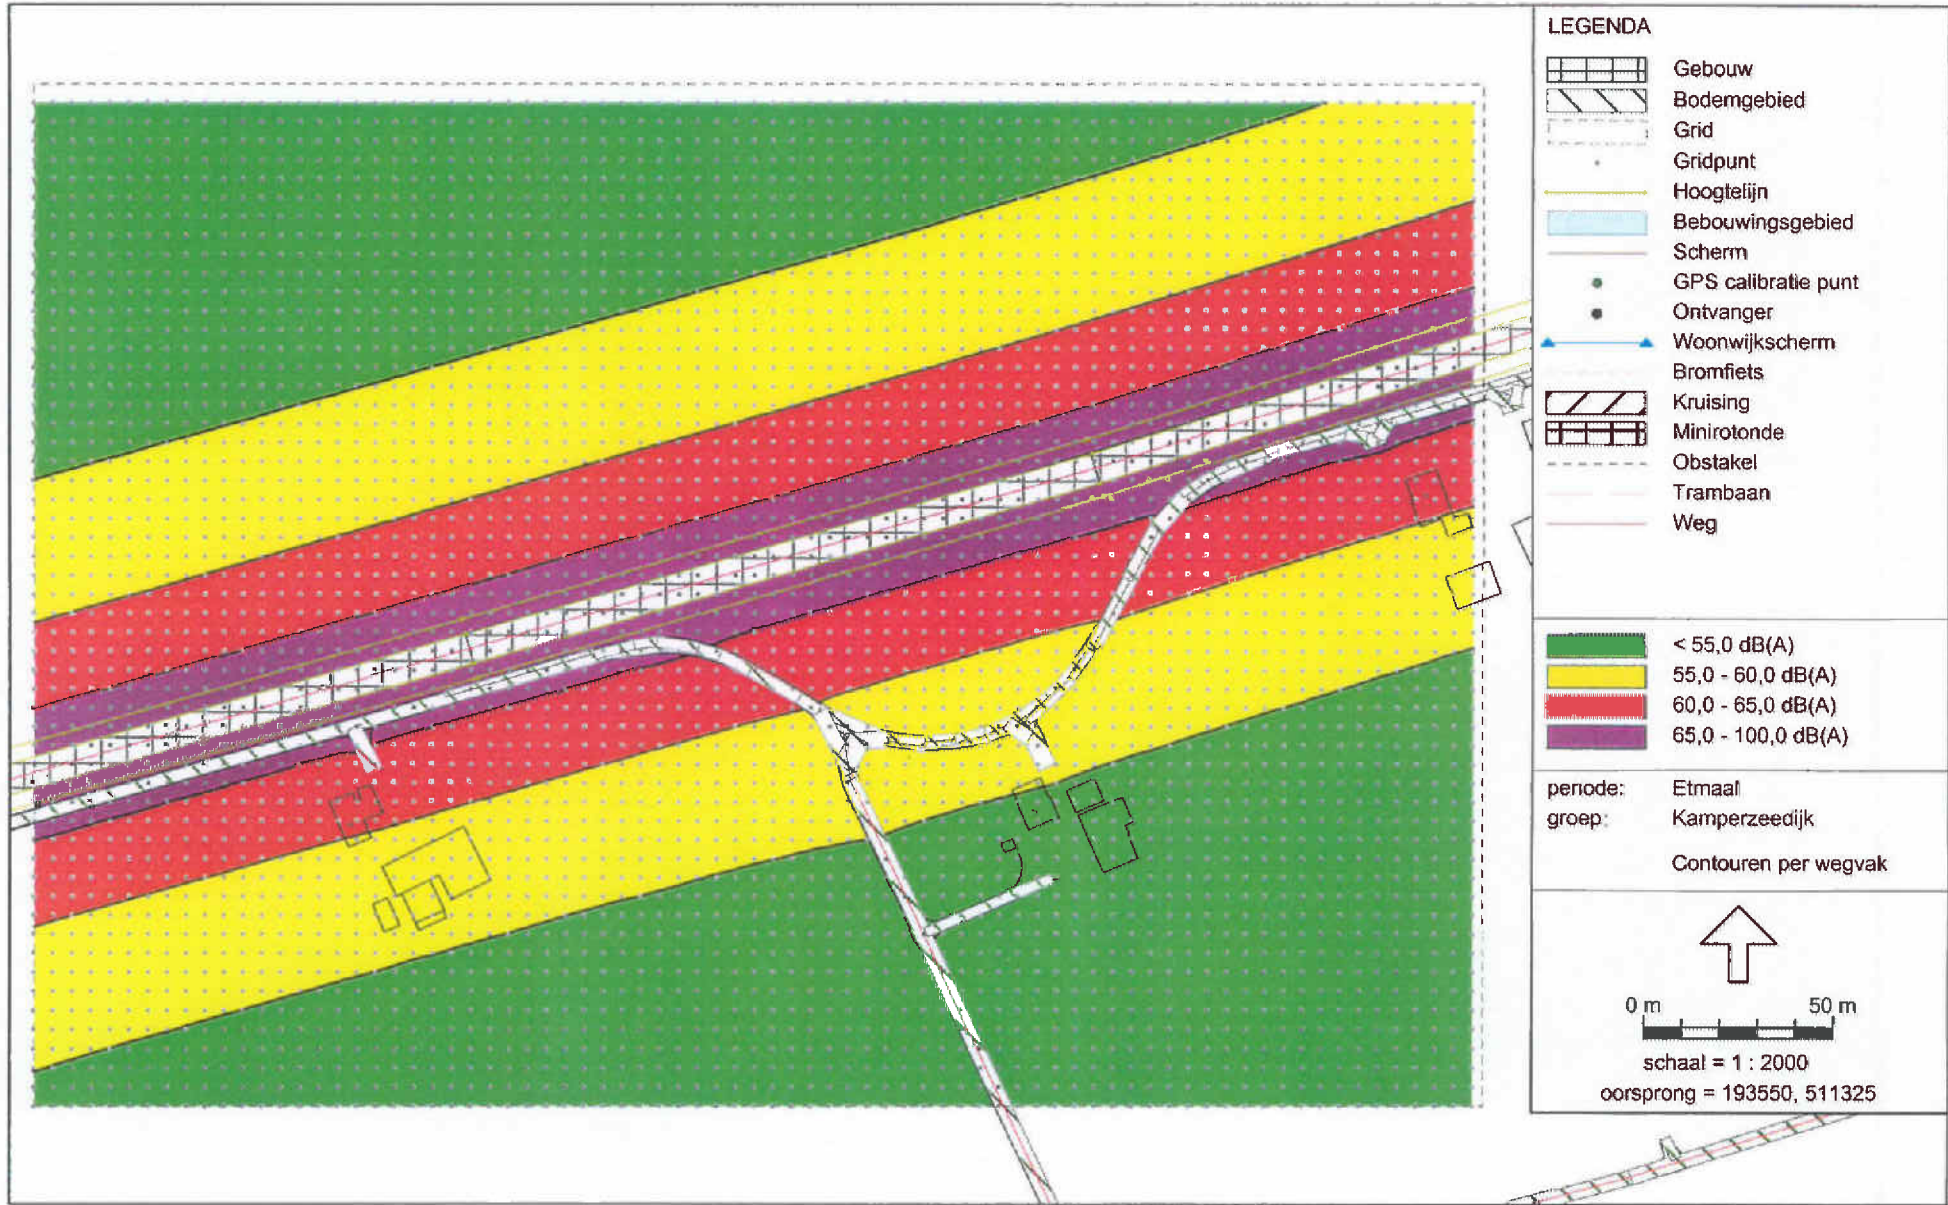 LEGENDA
Gebouw
Bodemgebied
Grid
Gridpunt
Hoogtelijn
Bebouwingsgebied
Scherm
GPS calibratie punt
Ontvanger
Woonwijkscherm
Bromfiets
Kruising
Minirotonde
Obstakel
Trambaan
Weg
< 55,0 dB(A)
55,0 - 60,0 dB(A)
60,0 - 65,0 dB(A)
65,0 - 100,0 dB(A)
periode: Etmaal
groep: Kamperzeedijk
Contouren per wegvak
0 m 50 m
schaal = 1 : 2000
oorsprong = 193550, 511325